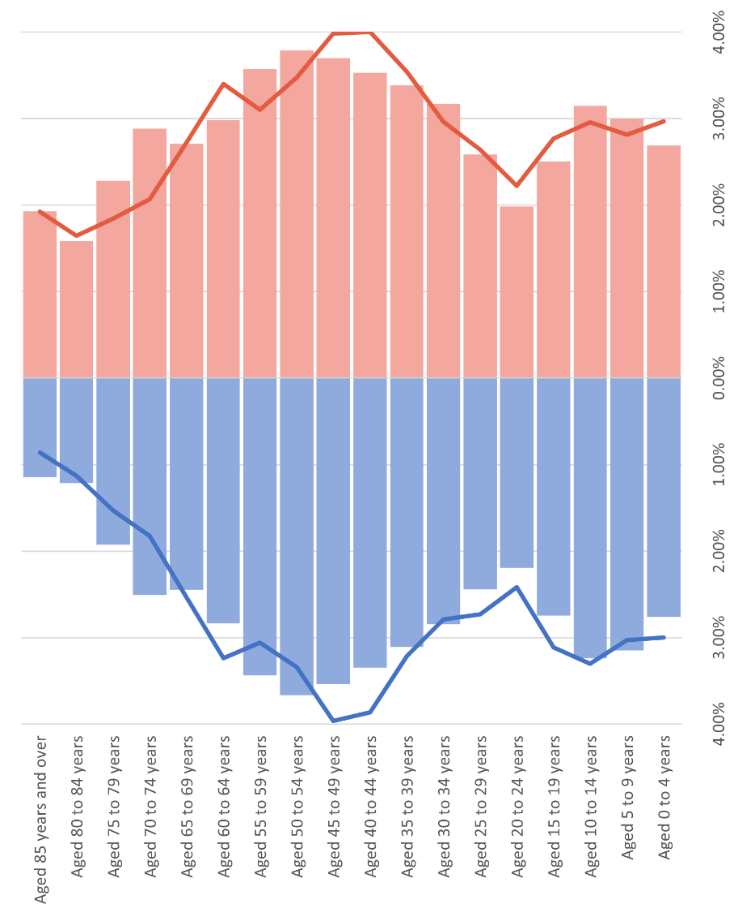 4.00%
3.00%
2.00%
1.00%
0.00%
1.00%
2.00%
3.00%
4.00%
Aged 85 years and over
Aged 80 to 84 years
Aged 75 to 79 years
Aged 70 to 74 years
Aged 65 to 69 years
Aged 60 to 64 years
Aged 55 to 59 years
Aged 50 to 54 years
Aged 45 to 49 years
Aged 40 to 44 years
Aged 35 to 39 years
Aged 30 to 34 years
Aged 25 to 29 years
Aged 20 to 24 years
Aged 15 to 19 years
Aged 10 to 14 years
Aged 5 to 9 years
Aged 0 to 4 years